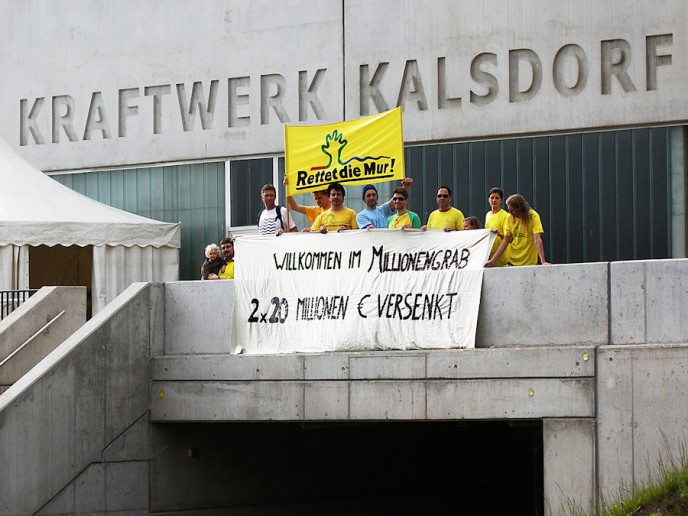 KRAFTWERK KALSDORF
Rettet die Mur!
WILLKOMMEN IM MILLIONENGRAB
2x20 MILLIONEN € VERSENKT